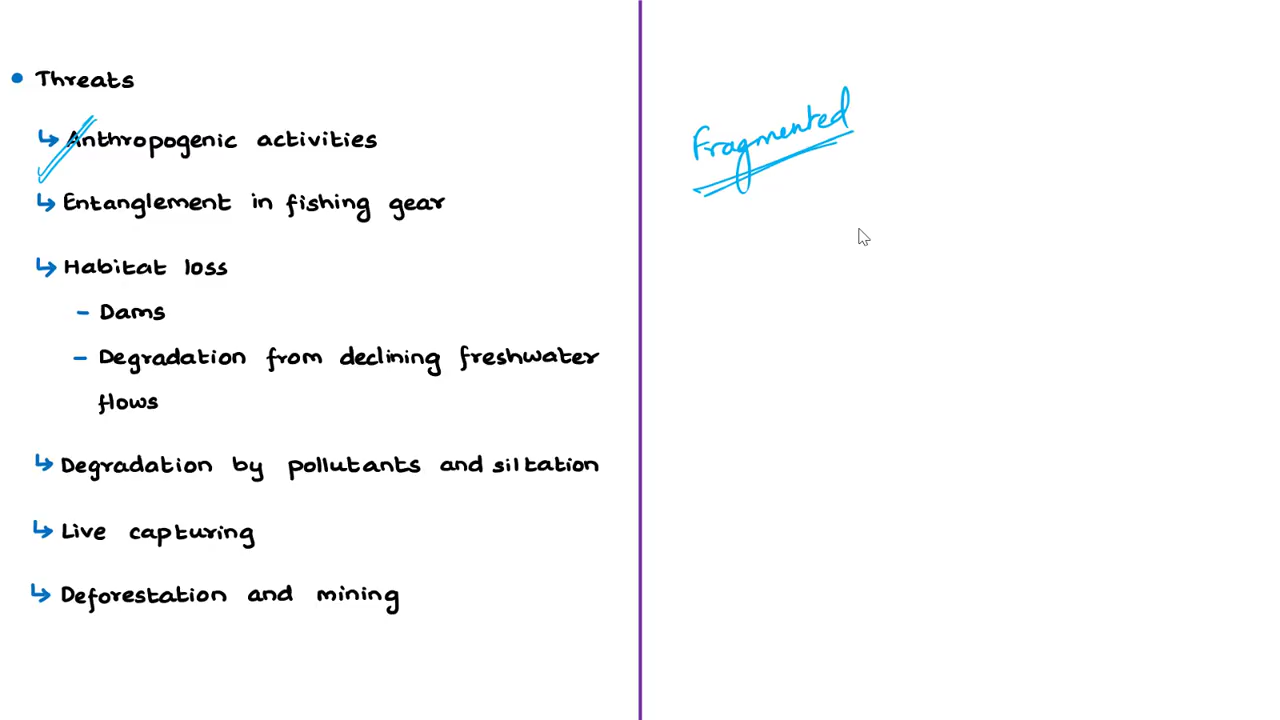 Threats
Anthropogenic activities
Entanglement in fishing gear
Habitat loss
- Dams
- Degradation from declining freshwater
flows
Degradation by pollutants and siltation
Live capturing
Deforestation and mining
Fragmented